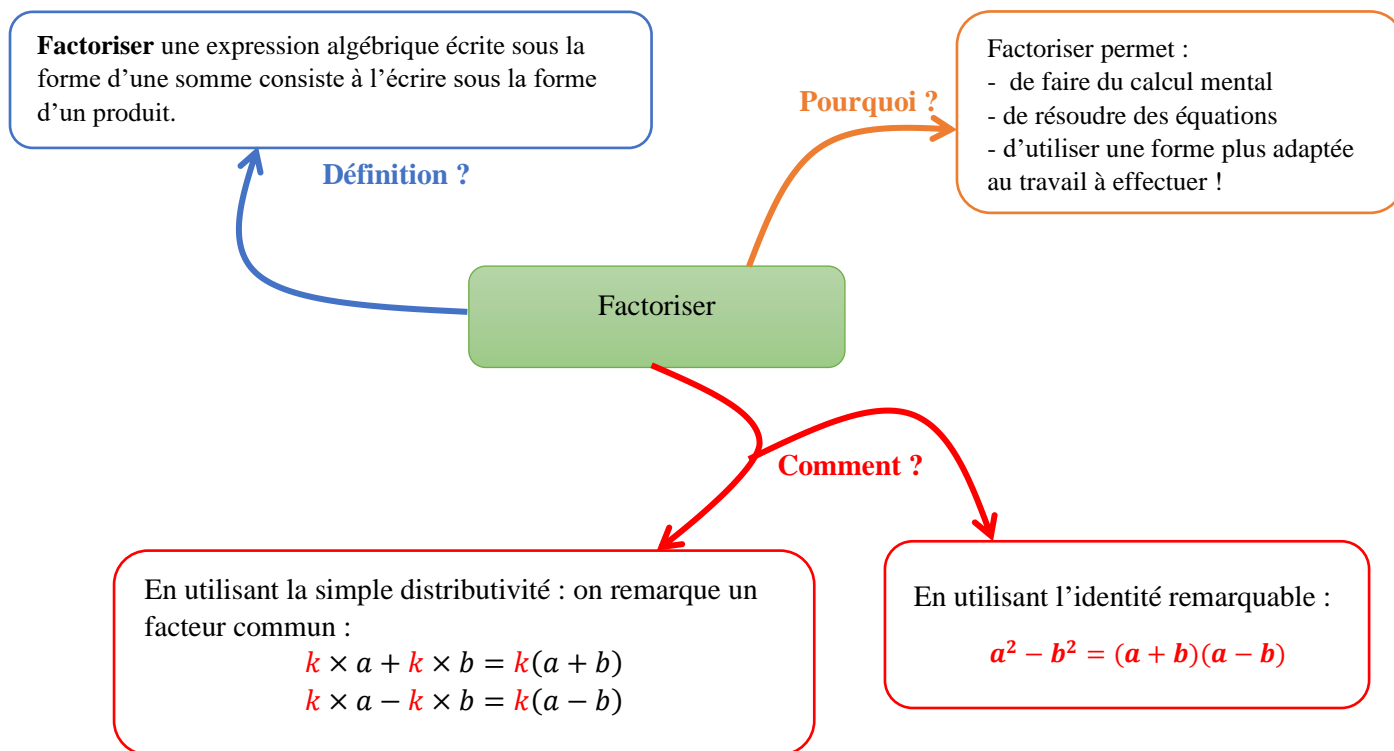 Factoriser une expression algébrique écrite sous la
forme d’une somme consiste à l’écrire sous la forme
d’un produit.
Définition ?
Pourquoi ?
Factoriser permet :
- de faire du calcul mental
- de résoudre des équations
- d’utiliser une forme plus adaptée
au travail à effectuer !
Factoriser
Comment ?
En utilisant la simple distributivité : on remarque un
facteur commun :
k × a + k × b = k(a + b)
k × a − k × b = k(a − b)
En utilisant l’identité remarquable :
a² − b² = (a + b)(a − b)